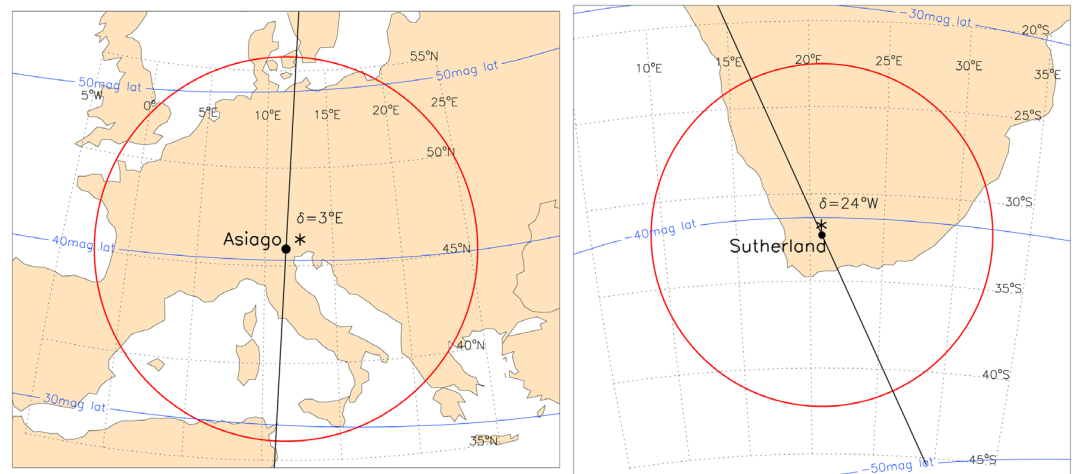 55°N
50mag lat
50mag lat
5°W
0°
5°E
10°E
15°E
20°E
25°E
50°N
δ=3°E
Asiago
*
40mag lat
45°N
40°N
30mag lat
35°N
-30mag lat
20°S
10°E
15°E
20°E
25°E
30°E
35°E
25°S
δ=24°W
30°S
*
-40mag lat
Sutherland
35°S
40°S
-50mag lat
-45°S